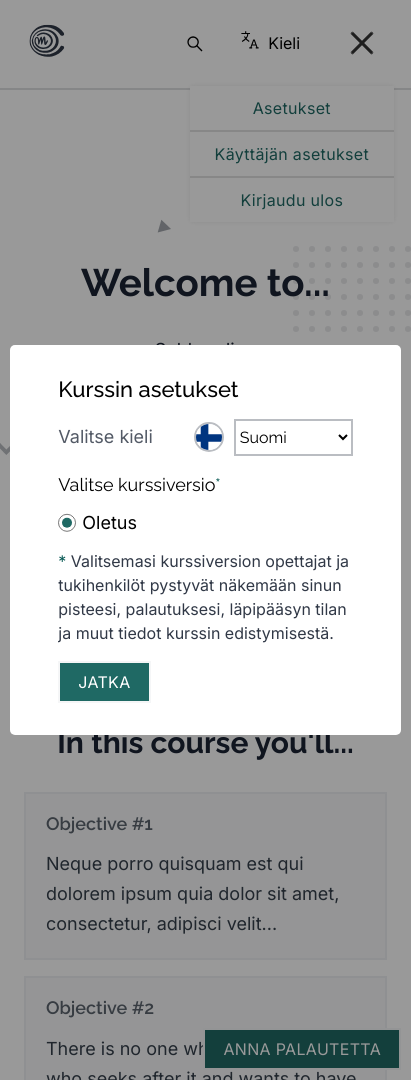 Kieli
Asetukset
Käyttäjän asetukset
Kirjaudu ulos
Welcome to...
Kurssin asetukset
Valitse kieli
Suomi
Valitse kurssiversio*
Oletus
* Valitsemasi kurssiversion opettajat ja
tukihenkilöt pystyvät näkemään sinun
pisteesi, palautuksesi, läpipääsyn tilan
ja muut tiedot kurssin edistymisestä.
JATKA
In this course you'll...
Objective #1
Neque porro quisquam est qui
dolorem ipsum quia dolor sit amet,
consectetur, adipisci velit...
Objective #2
There is no one
ANNA PALAUTETTA
who seeks after it and wants to have